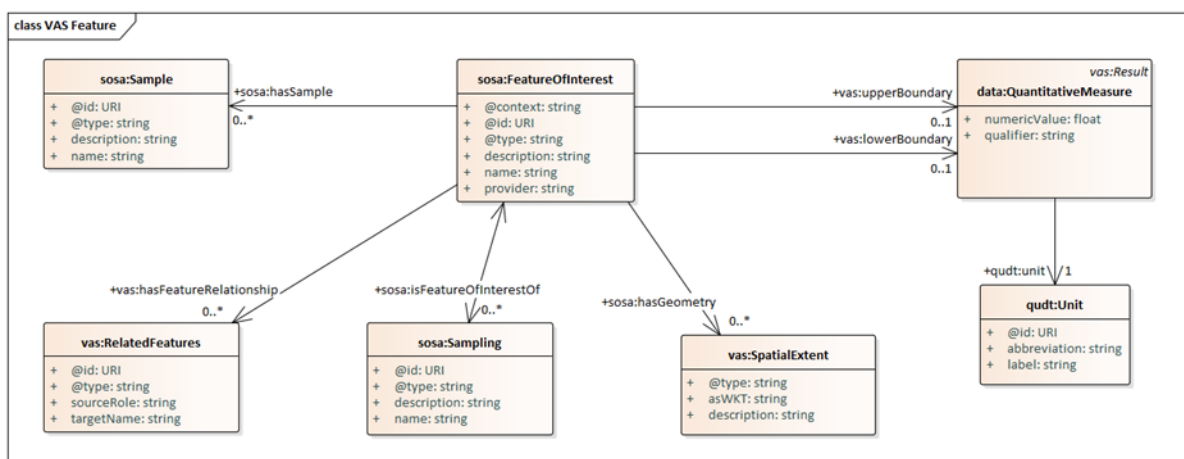 class VAS Feature
sosa:Sample
+ @id: URI
+ @type: string
+ description: string
+ name: string
+sosa:hasSample
0..*
sosa:FeatureOfInterest
+ @context: string
+ @id: URI
+ @type: string
+ description: string
+ name: string
+ provider: string
+vas:upperBoundary
0..1
+vas:lowerBoundary
0..1
vas:Result
data:QuantitativeMeasure
+ numericValue: float
+ qualifier: string
+vas:hasFeatureRelationship
0..*
+sosa:isFeatureOfInterestOf
0..*
+sosa:hasGeometry
0..*
+qudt:unit
1
vas:RelatedFeatures
+ @id: URI
+ @type: string
+ sourceRole: string
+ targetName: string
sosa:Sampling
+ @id: URI
+ @type: string
+ description: string
+ name: string
vas:SpatialExtent
+ @type: string
+ asWKT: string
+ description: string
qudt:Unit
+ @id: URI
+ abbreviation: string
+ label: string